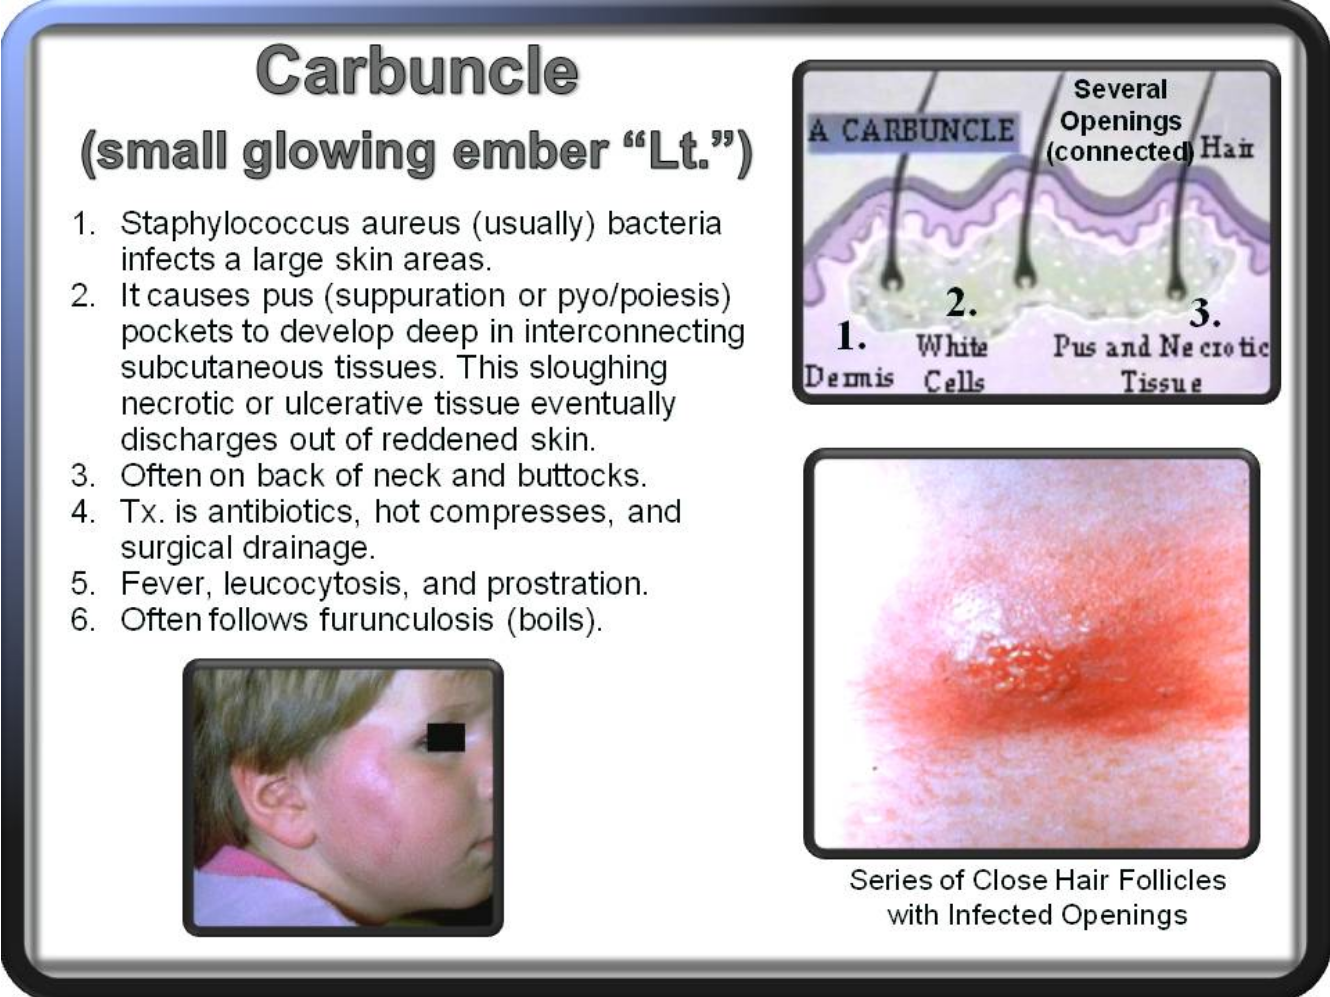 Carbuncle
(small glowing ember “Lt.”)
1. Staphylococcus aureus (usually) bacteria
infects a large skin areas.
2. It causes pus (suppuration or pyo/poiesis)
pockets to develop deep in interconnecting
subcutaneous tissues. This sloughing
necrotic or ulcerative tissue eventually
discharges out of reddened skin.
3. Often on back of neck and buttocks.
4. Tx. is antibiotics, hot compresses, and
surgical drainage.
5. Fever, leucocytosis, and prostration.
6. Often follows furunculosis (boils).
A CARBUNCLE
Several
Openings
(connected)
Hair
1.
Dermis
2.
White
Cells
3.
Pus and Necrotic
Tissue
Series of Close Hair Follicles
with Infected Openings